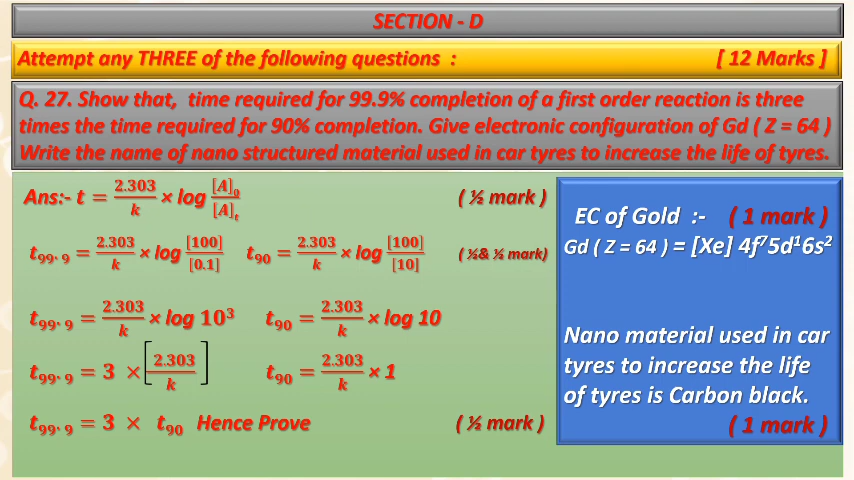 SECTION - D
Attempt any THREE of the following questions : [ 12 Marks ]
Q. 27. Show that, time required for 99.9% completion of a first order reaction is three
times the time required for 90% completion. Give electronic configuration of Gd ( Z = 64 )
Write the name of nano structured material used in car tyres to increase the life of tyres.
Ans:- t = 2.303/k × log [A]₀/[A]ₜ ( ½ mark )
t₉₉.₉ = 2.303/k × log [100]/[0.1] t₉₀ = 2.303/k × log [100]/[10] ( ½& ½ mark)
t₉₉.₉ = 2.303/k × log 10³ t₉₀ = 2.303/k × log 10
t₉₉.₉ = 3 × [2.303/k] t₉₀ = 2.303/k × 1
t₉₉.₉ = 3 × t₉₀ Hence Prove ( ½ mark )
EC of Gold :- ( 1 mark )
Gd ( Z = 64 ) = [Xe] 4f⁷5d¹6s²
Nano material used in car
tyres to increase the life
of tyres is Carbon black.
( 1 mark )